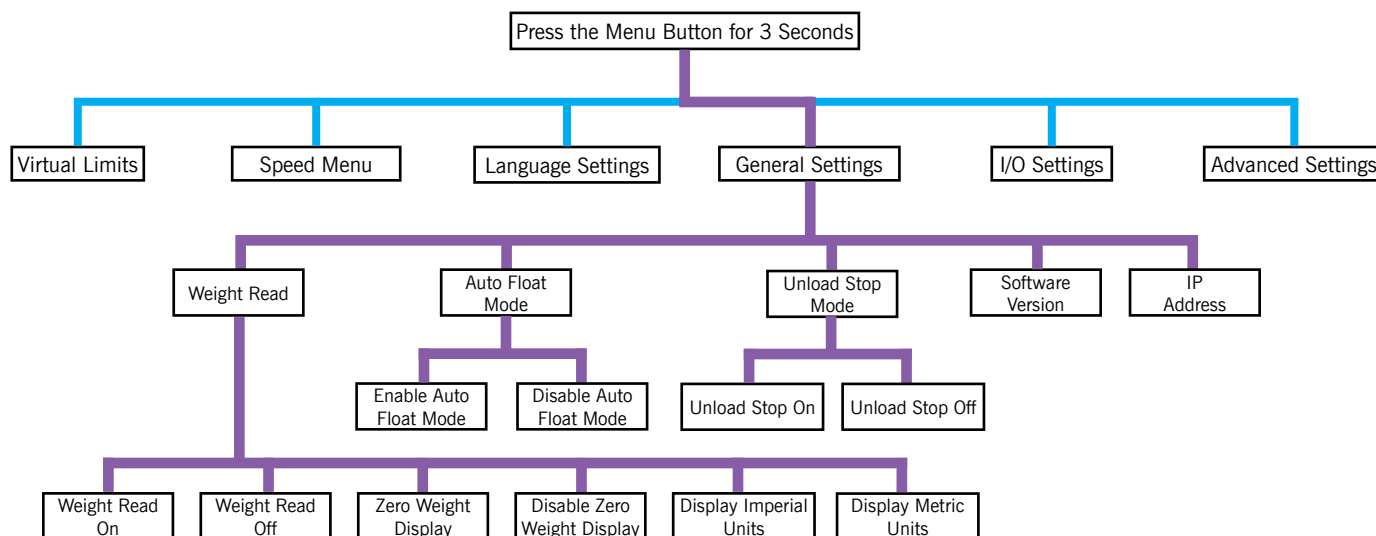 Press the Menu Button for 3 Seconds
Virtual Limits
Speed Menu
Language Settings
General Settings
I/O Settings
Advanced Settings
Weight Read
Auto Float
Mode
Unload Stop
Mode
Software
Version
IP
Address
Enable Auto
Float Mode
Disable Auto
Float Mode
Unload Stop On
Unload Stop Off
Weight Read
On
Weight Read
Off
Zero Weight
Display
Disable Zero
Weight Display
Display Imperial
Units
Display Metric
Units